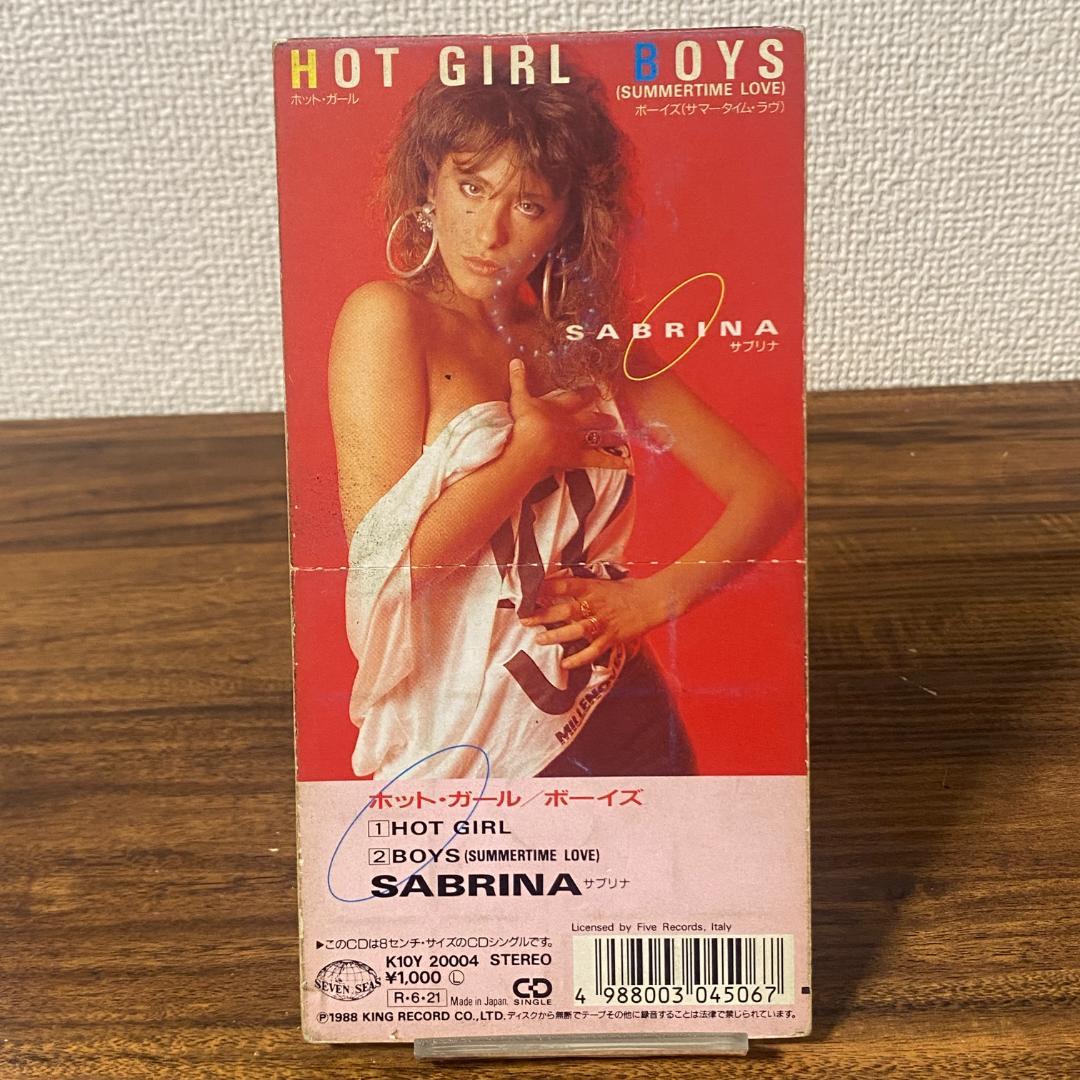 HOT GIRL BOYS
(SUMMERTIME LOVE)
ホット・ガール
ボーイズ(サマータイム・ラヴ)
SABRINA
サブリナ
MILLENOV
ホット・ガール／ボーイズ
1 HOT GIRL
2 BOYS (SUMMERTIME LOVE)
SABRINA サブリナ
Licensed by Five Records, Italy
▶このCDは8センチ・サイズのCDシングルです。
K10Y 20004 STEREO
¥1,000 Ⓛ
SEVEN SEAS
R・6・21 Made in Japan. CD SINGLE
4 988003 045067
Ⓟ1988 KING RECORD CO., LTD. ディスクから無断でテープその他に録音することは法律で禁じられています。